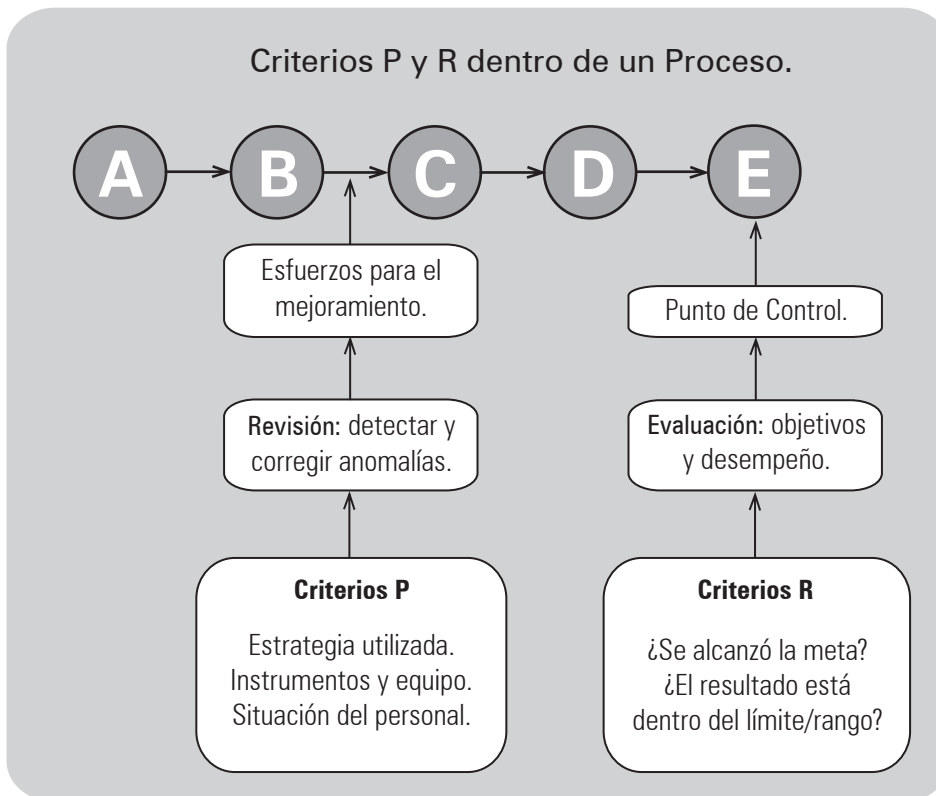 Criterios P y R dentro de un Proceso.
A
B
C
D
E
Esfuerzos para el
mejoramiento.
Punto de Control.
Revisión: detectar y
corregir anomalías.
Evaluación: objetivos
y desempeño.
Criterios P
Estrategia utilizada.
Instrumentos y equipo.
Situación del personal.
Criterios R
¿Se alcanzó la meta?
¿El resultado está
dentro del límite/rango?